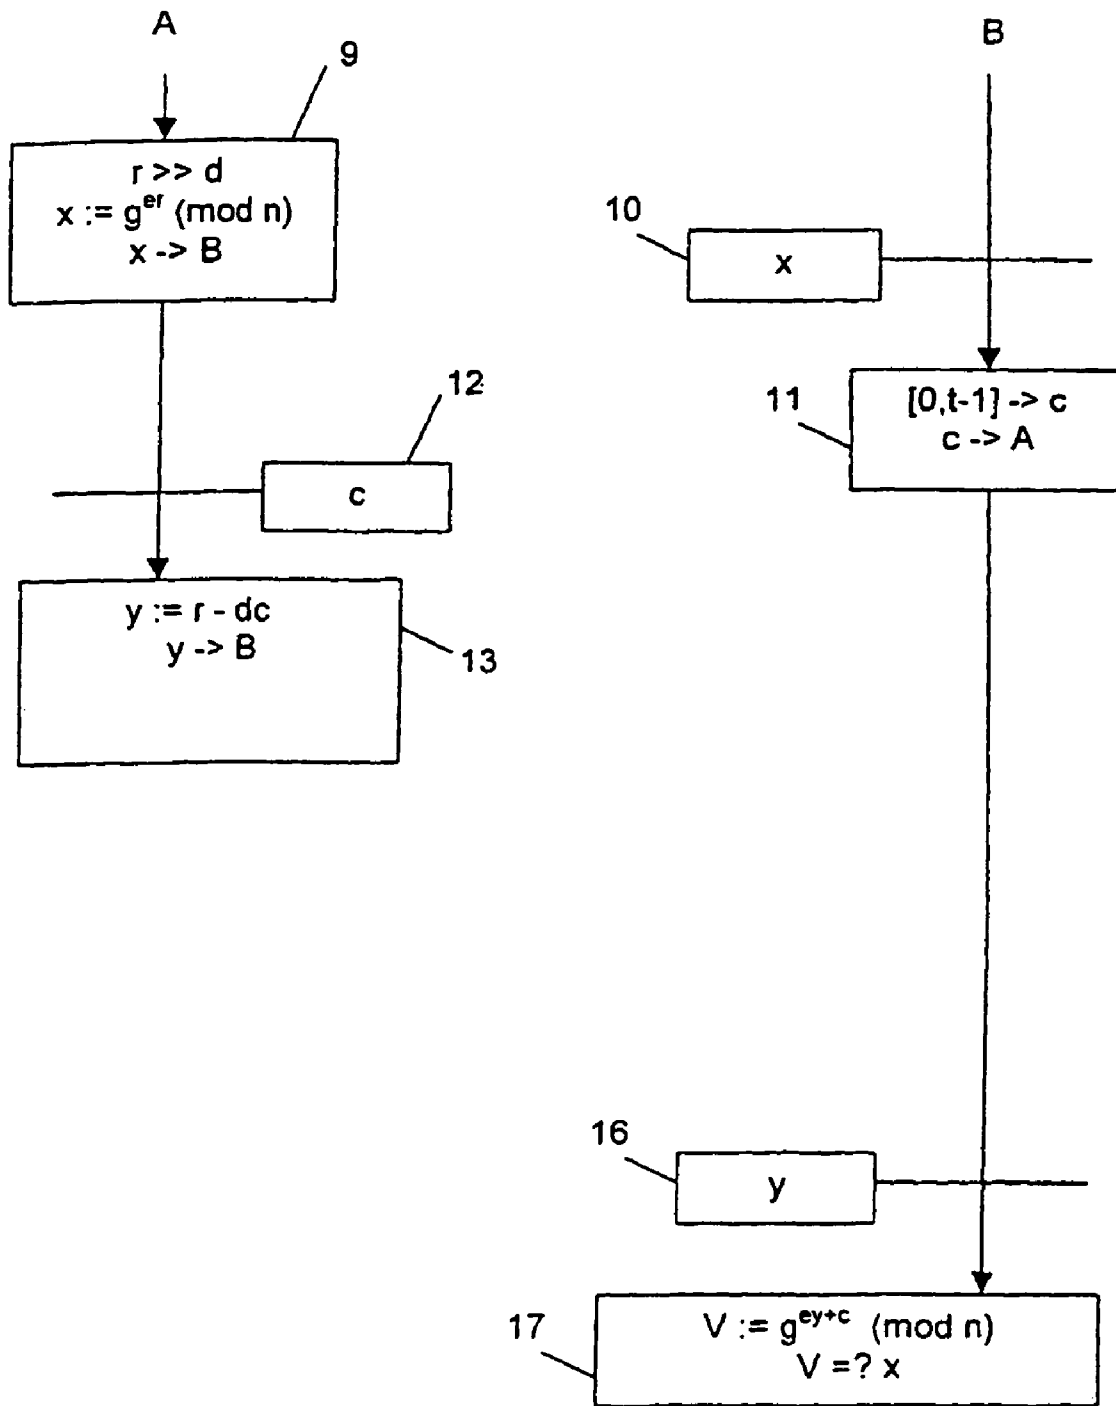 A
B
9
r >> d
x := g^er (mod n)
x -> B
10
x
11
[0,t-1] -> c
c -> A
12
c
y := r - dc
y -> B
13
16
y
17
V := g^ey+c (mod n)
V =? x